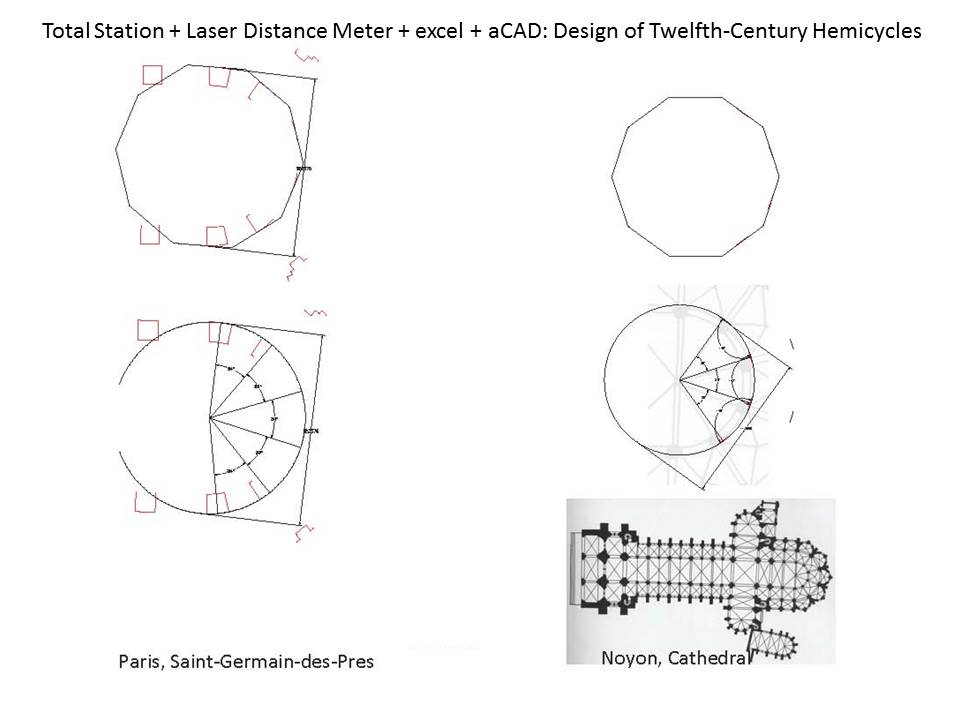 Total Station + Laser Distance Meter + excel + aCAD: Design of Twelfth-Century Hemicycles
Paris, Saint-Germain-des-Pres
Noyon, Cathedral